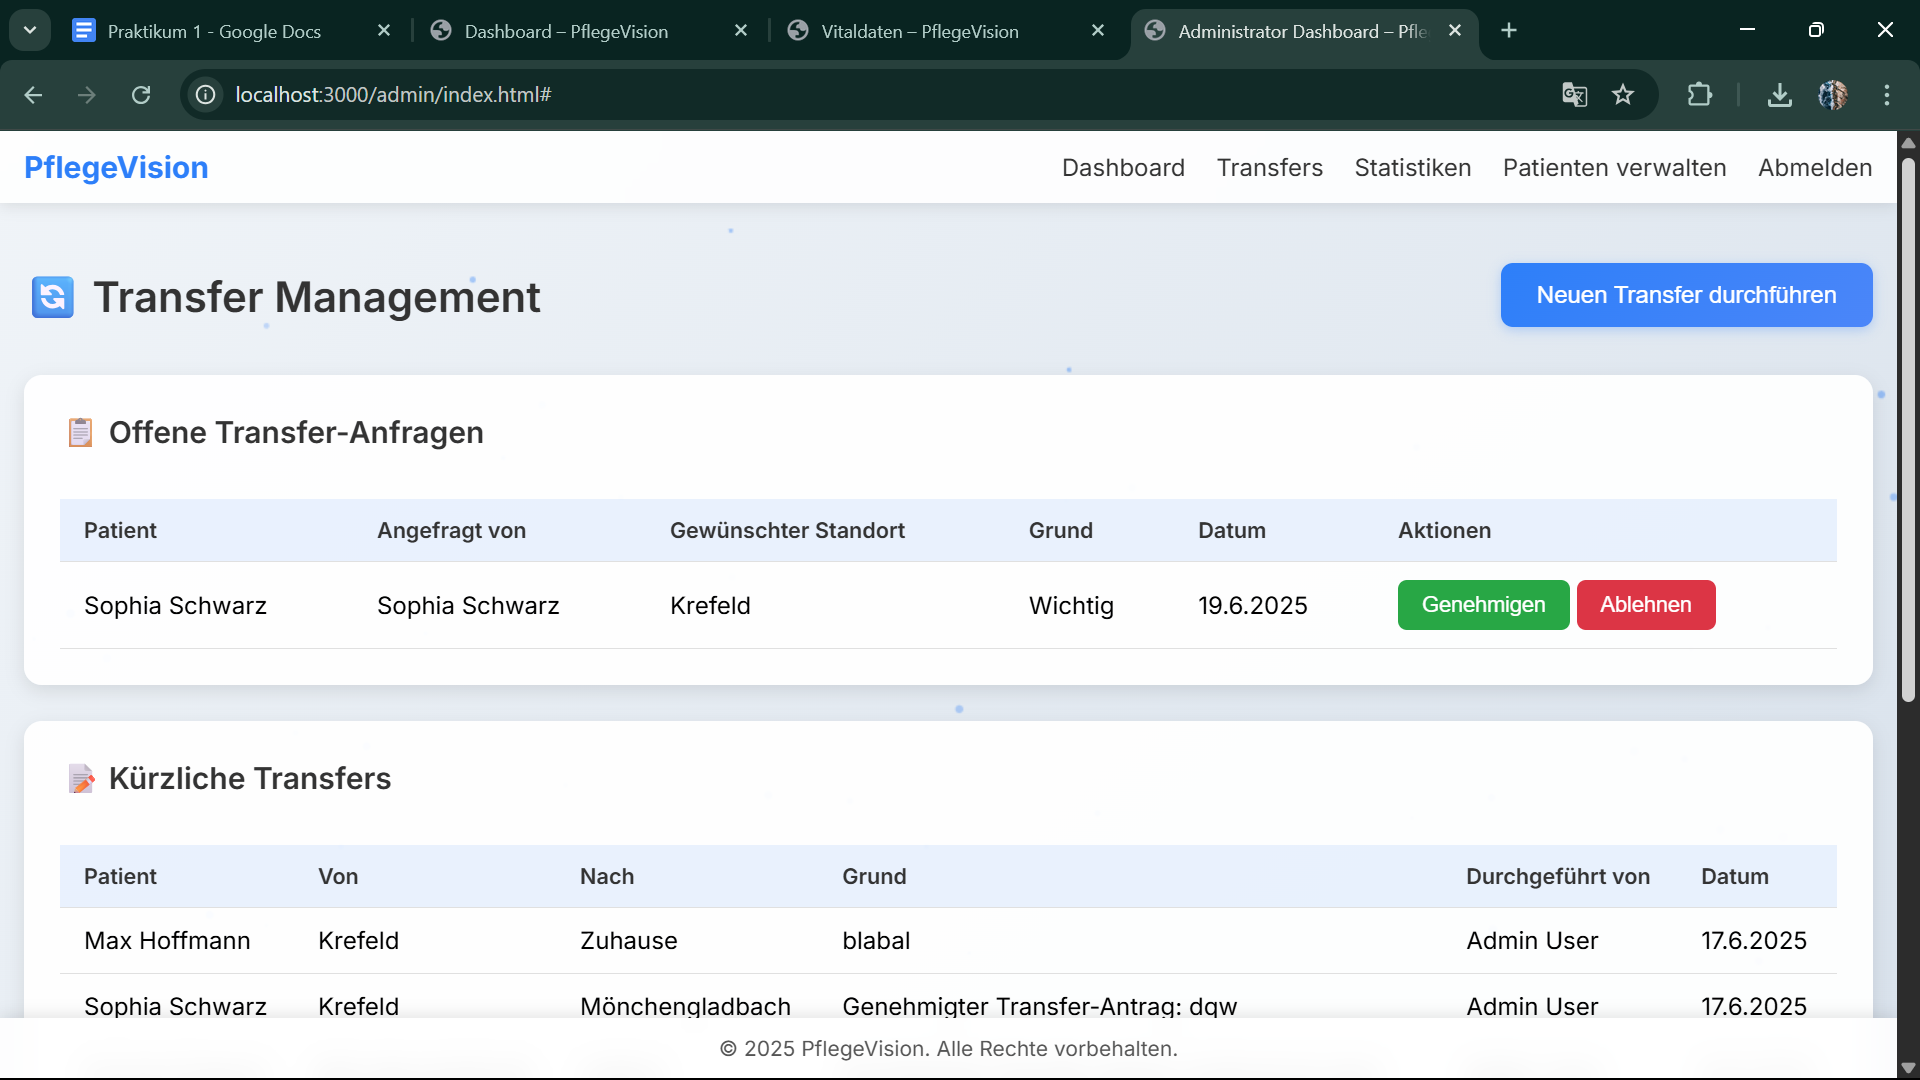 Praktikum 1 - Google Docs
Dashboard – PflegeVision
Vitaldaten – PflegeVision
Administrator Dashboard – Pfle
localhost:3000/admin/index.html#
PflegeVision
Dashboard Transfers Statistiken Patienten verwalten Abmelden
Transfer Management
Neuen Transfer durchführen
Offene Transfer-Anfragen
Patient Angefragt von Gewünschter Standort Grund Datum Aktionen
Sophia Schwarz Sophia Schwarz Krefeld Wichtig 19.6.2025 Genehmigen Ablehnen
Kürzliche Transfers
Patient Von Nach Grund Durchgeführt von Datum
Max Hoffmann Krefeld Zuhause blabal Admin User 17.6.2025
Sophia Schwarz Krefeld Mönchengladbach Genehmigter Transfer-Antrag: dqw Admin User 17.6.2025
© 2025 PflegeVision. Alle Rechte vorbehalten.